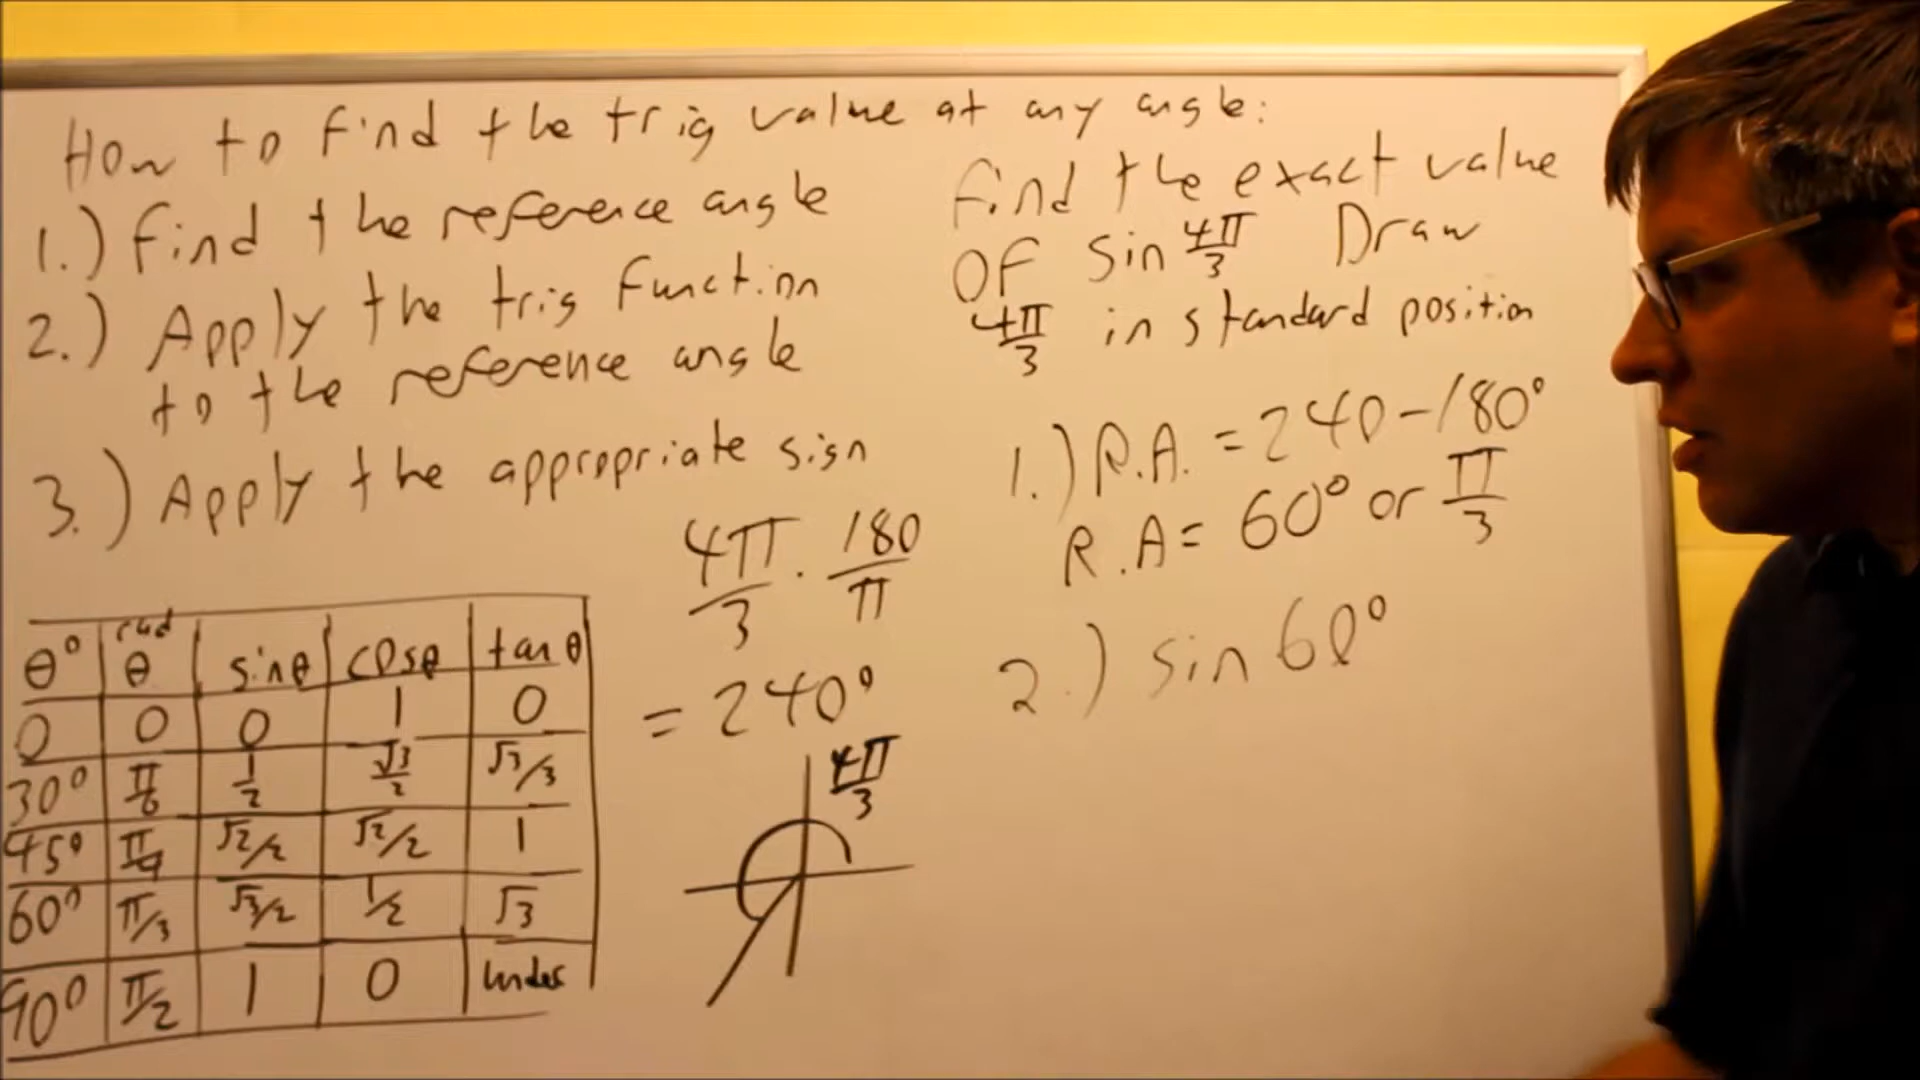 How to find the trig value at any angle:
1.) Find the reference angle
2.) Apply the trig function
to the reference angle
3.) Apply the appropriate sign
θ° rad θ sinθ cosθ tanθ
0 0 0 1 0
30° π/6 1/2 √3/2 √3/3
45° π/4 √2/2 √2/2 1
60° π/3 √3/2 1/2 √3
90° π/2 1 0 undef
4π/3 · 180/π
= 240°
4π/3
Find the exact value
OF sin 4π/3 Draw
4π/3 in standard position
1.) R.A. = 240-180°
R.A = 60° or π/3
2.) sin 60°